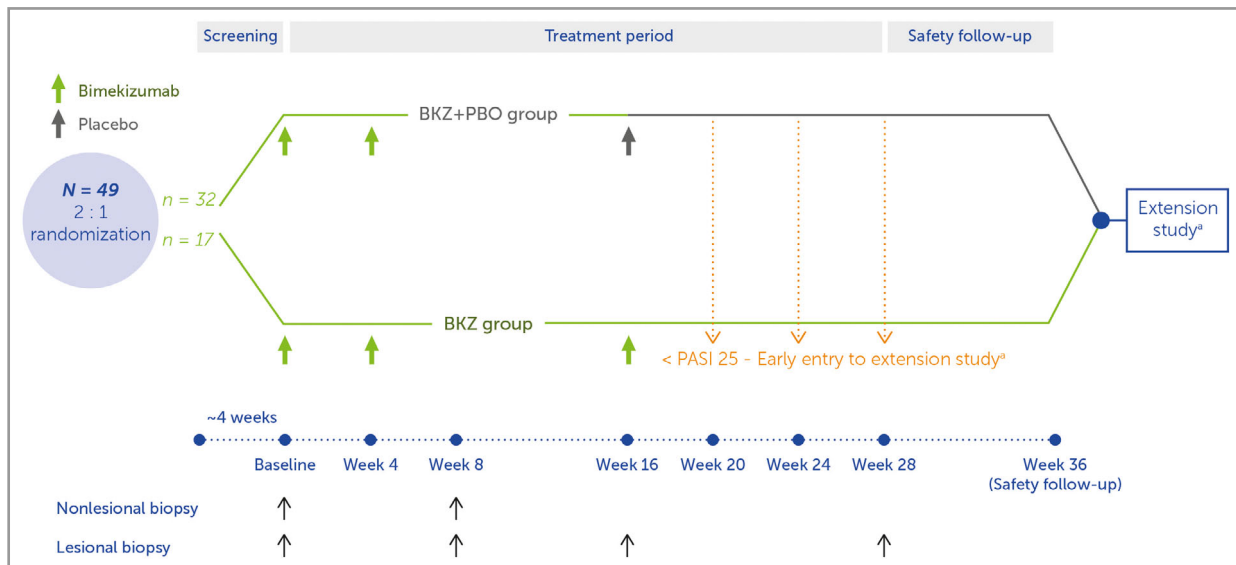 Screening Treatment period Safety follow-up
Bimekizumab
Placebo
BKZ+PBO group
N = 49
2 : 1
randomization
n = 32
n = 17
Extension
studyᵃ
BKZ group
< PASI 25 - Early entry to extension studyᵃ
~4 weeks
Baseline Week 4 Week 8 Week 16 Week 20 Week 24 Week 28 Week 36
(Safety follow-up)
Nonlesional biopsy
Lesional biopsy